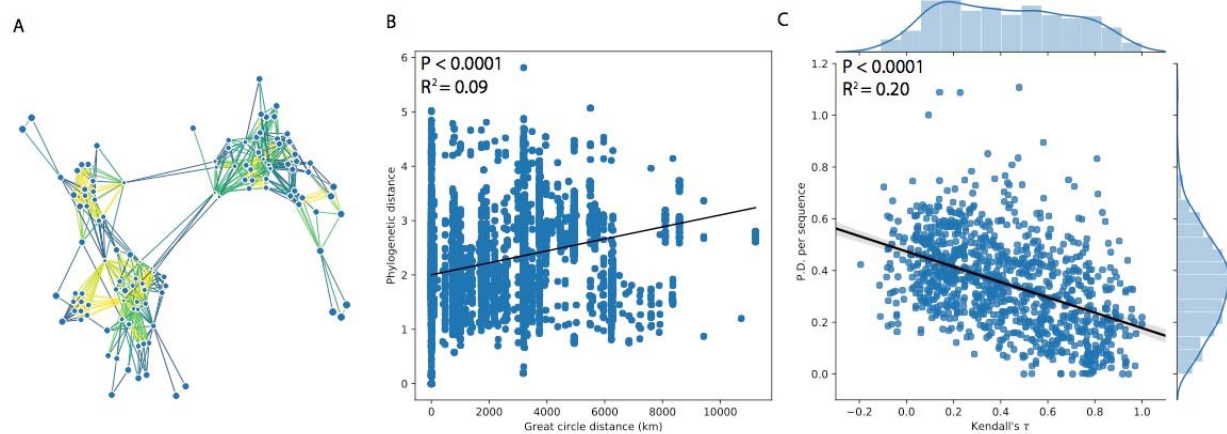 A
B
P < 0.0001
R² = 0.09
6
5
4
3
2
1
0
Phylogenetic distance
0 2000 4000 6000 8000 10000
Great circle distance (km)
C
P < 0.0001
R² = 0.20
1.2
1.0
0.8
0.6
0.4
0.2
0.0
P.D. per sequence
−0.2 0.0 0.2 0.4 0.6 0.8 1.0
Kendall's τ